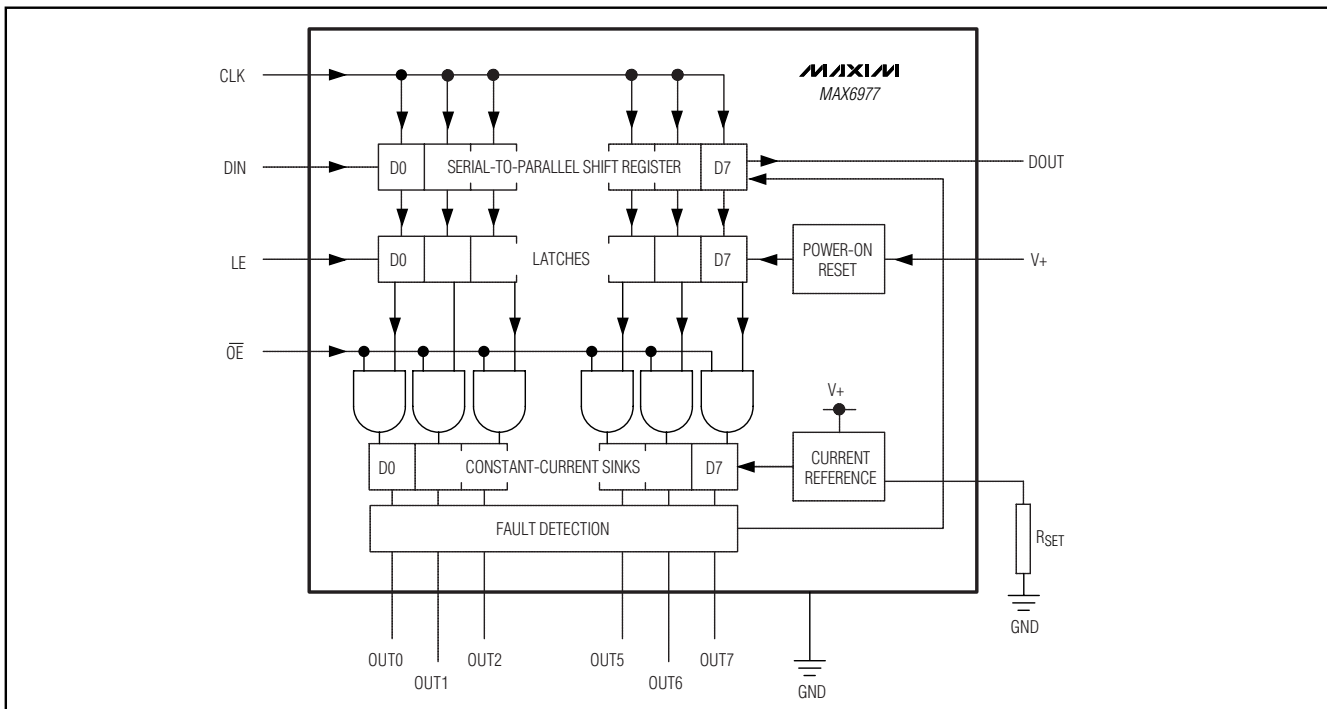 CLK
MAXIM
MAX6977
DIN
D0
SERIAL-TO-PARALLEL SHIFT REGISTER
D7
DOUT
LE
D0
LATCHES
D7
POWER-ON
RESET
V+
OE
V+
D0
CONSTANT-CURRENT SINKS
D7
CURRENT
REFERENCE
FAULT DETECTION
RSET
GND
OUT0
OUT1
OUT2
OUT5
OUT6
OUT7
GND